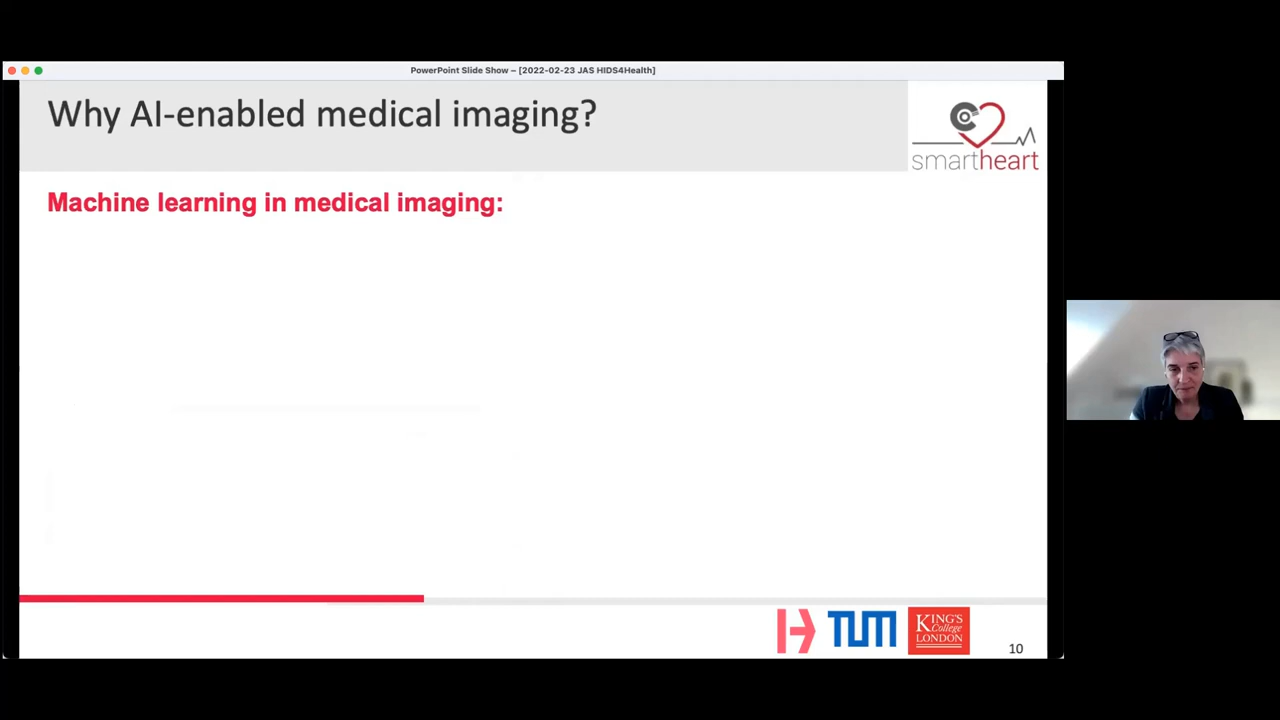 PowerPoint Slide Show – [2022-02-23 JAS HIDS4Health]
Why AI-enabled medical imaging?
smartheart
Machine learning in medical imaging:
TUM
KING'S
College
LONDON
10